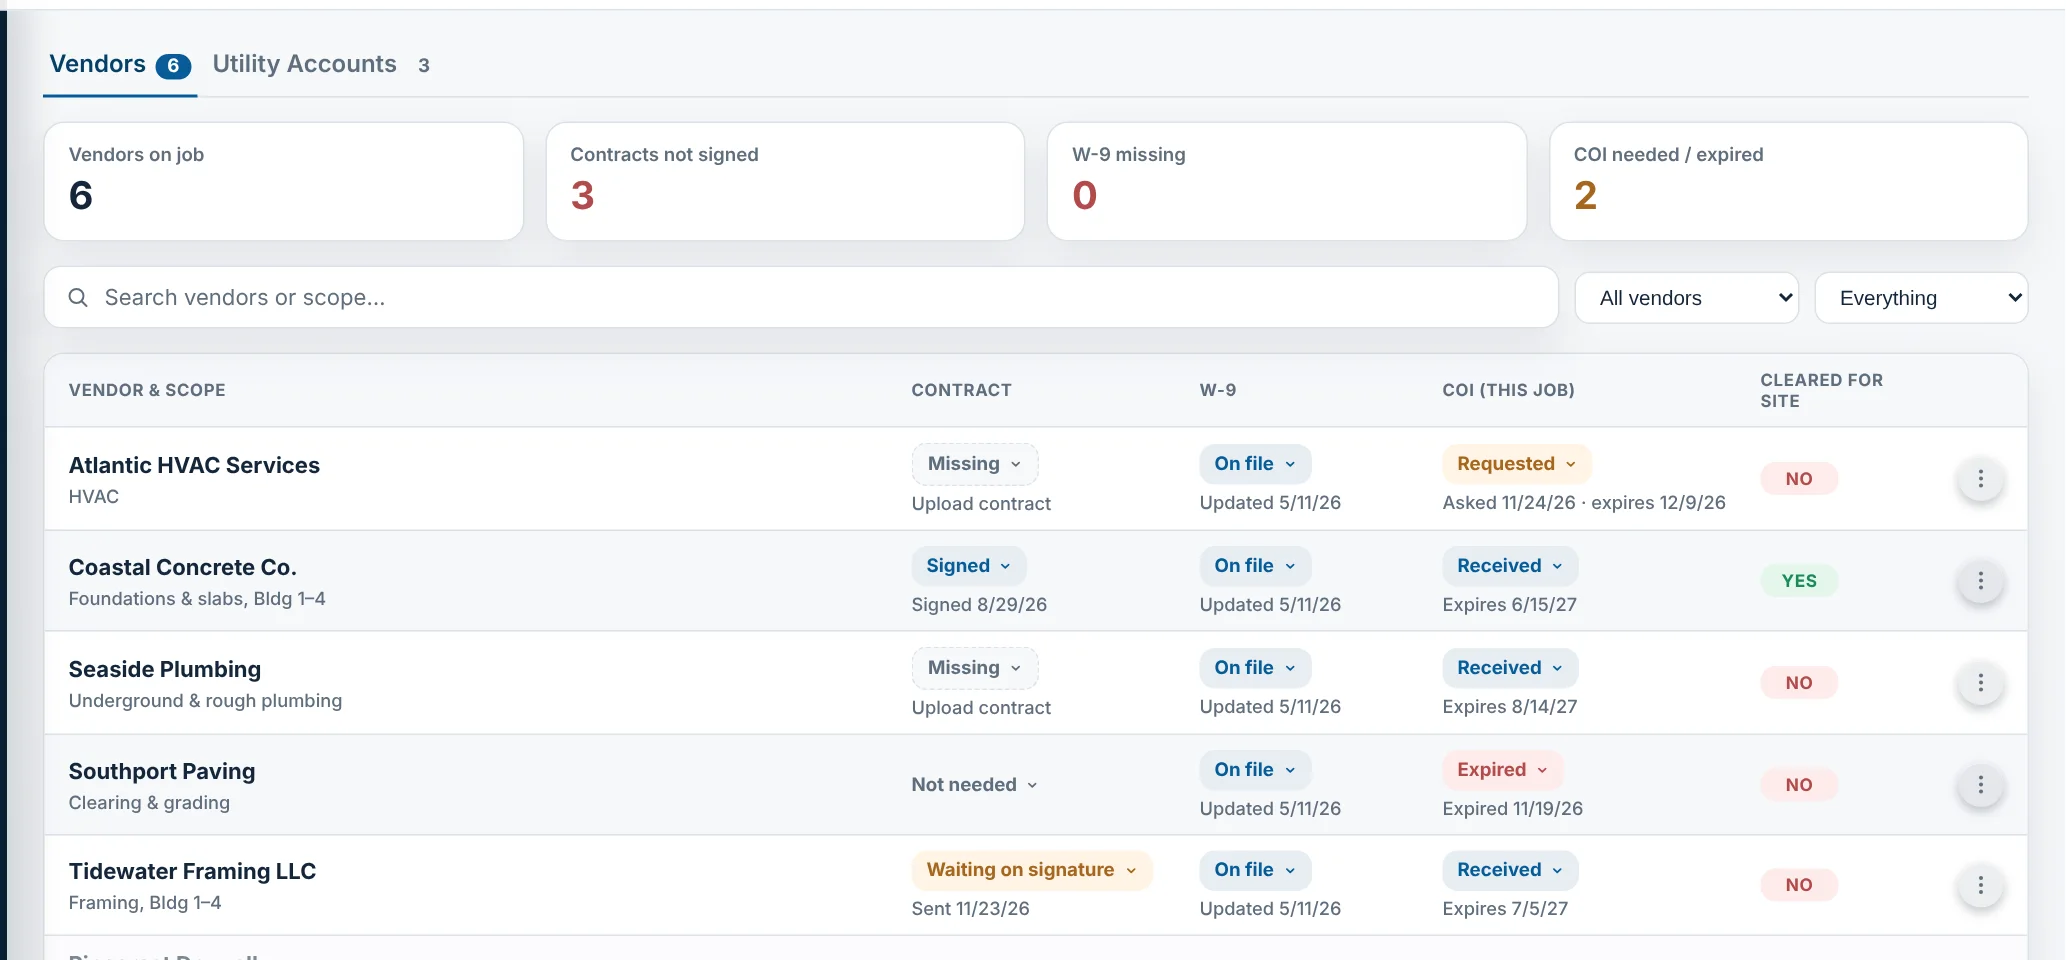 Vendors 6 Utility Accounts 3
Vendors on job
6
Contracts not signed
3
W-9 missing
0
COI needed / expired
2
Search vendors or scope...
All vendors
Everything
VENDOR & SCOPE CONTRACT W-9 COI (THIS JOB) CLEARED FOR SITE
Atlantic HVAC Services
HVAC
Missing
Upload contract
On file
Updated 5/11/26
Requested
Asked 11/24/26 · expires 12/9/26
NO
Coastal Concrete Co.
Foundations & slabs, Bldg 1–4
Signed
Signed 8/29/26
On file
Updated 5/11/26
Received
Expires 6/15/27
YES
Seaside Plumbing
Underground & rough plumbing
Missing
Upload contract
On file
Updated 5/11/26
Received
Expires 8/14/27
NO
Southport Paving
Clearing & grading
Not needed
On file
Updated 5/11/26
Expired
Expired 11/19/26
NO
Tidewater Framing LLC
Framing, Bldg 1–4
Waiting on signature
Sent 11/23/26
On file
Updated 5/11/26
Received
Expires 7/5/27
NO